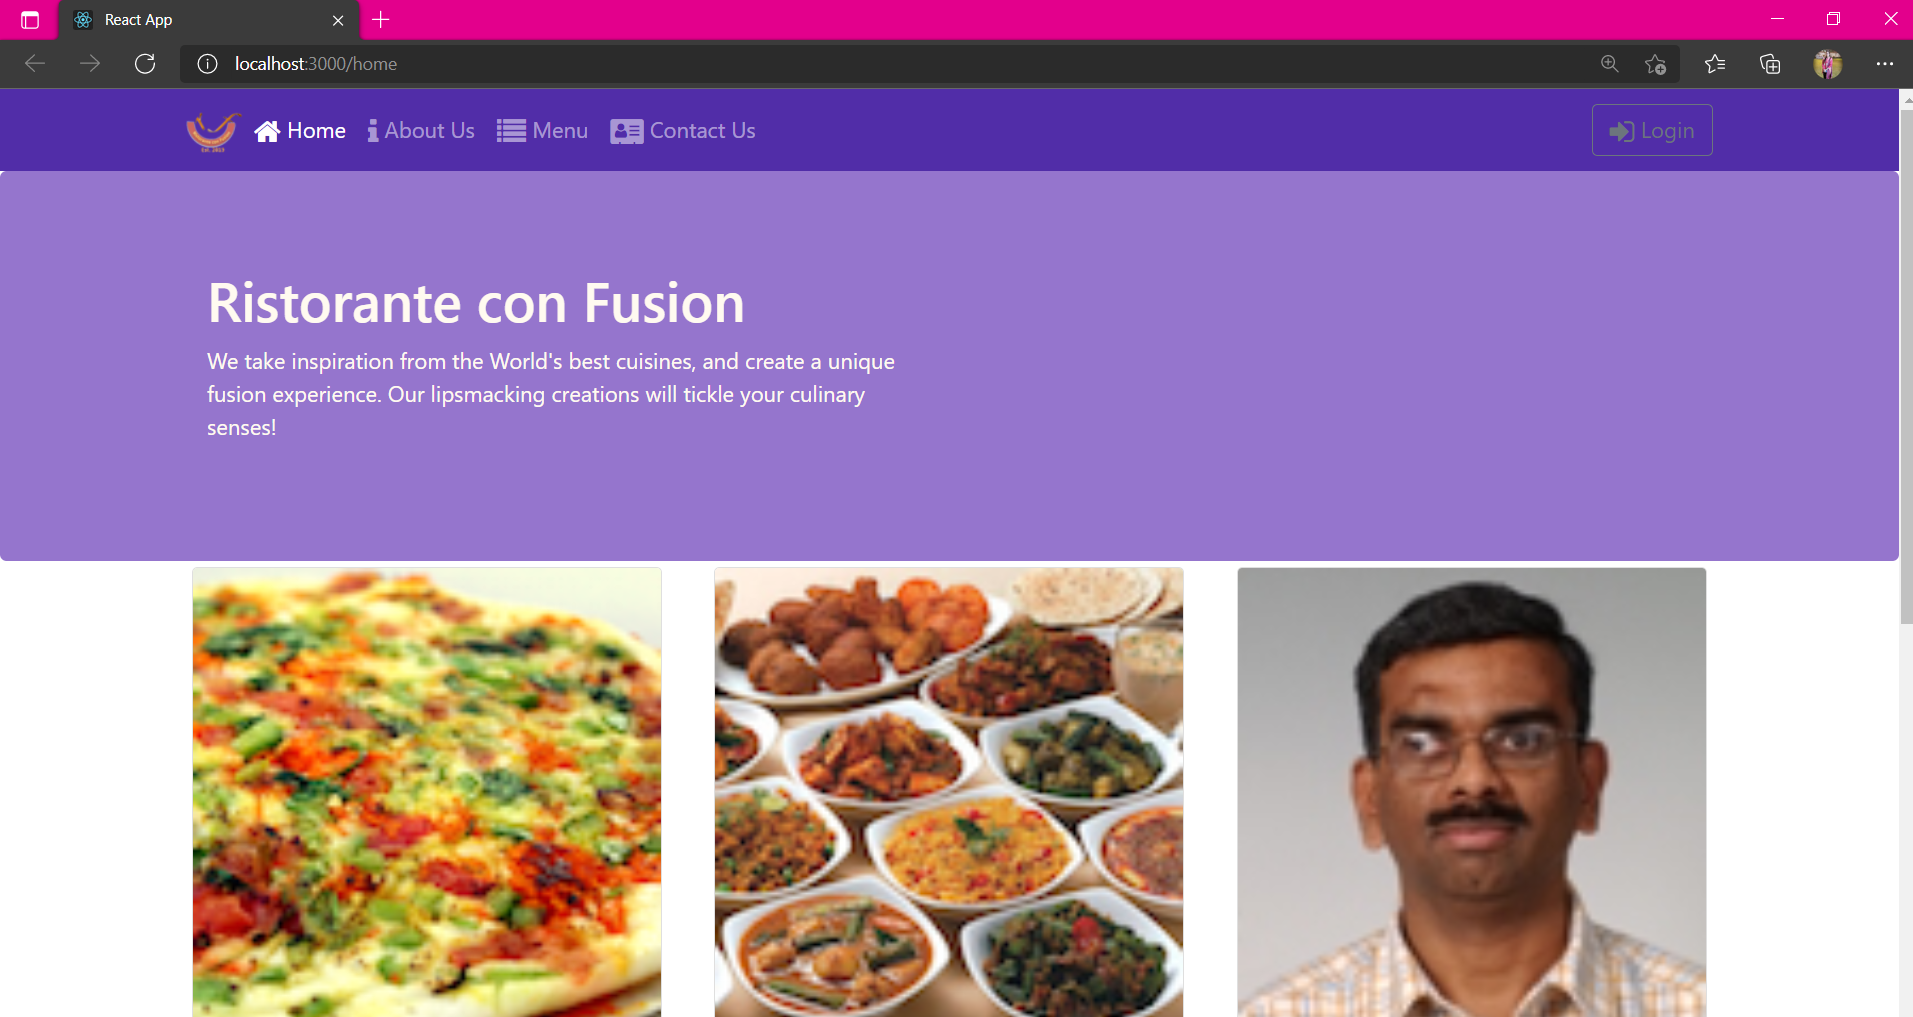 React App
localhost:3000/home
Home
About Us
Menu
Contact Us
Login
Ristorante con Fusion
We take inspiration from the World's best cuisines, and create a unique
fusion experience. Our lipsmacking creations will tickle your culinary
senses!